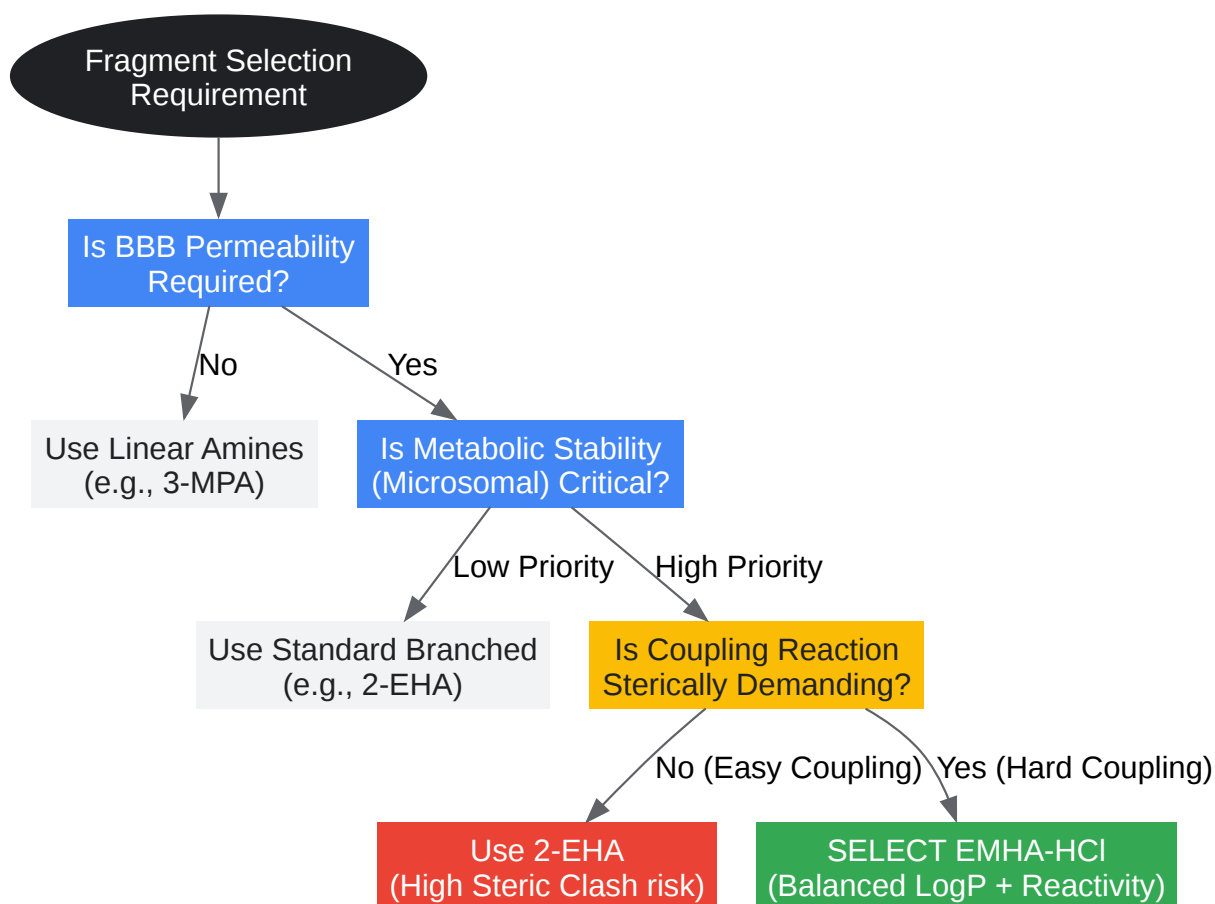 Fragment Selection
Requirement
Is BBB Permeability
Required?
No
Yes
Use Linear Amines
(e.g., 3-MPA)
Is Metabolic Stability
(Microsomal) Critical?
Low Priority
High Priority
Use Standard Branched
(e.g., 2-EHA)
Is Coupling Reaction
Sterically Demanding?
No (Easy Coupling)
Yes (Hard Coupling)
Use 2-EHA
(High Steric Clash risk)
SELECT EMHA-HCl
(Balanced LogP + Reactivity)